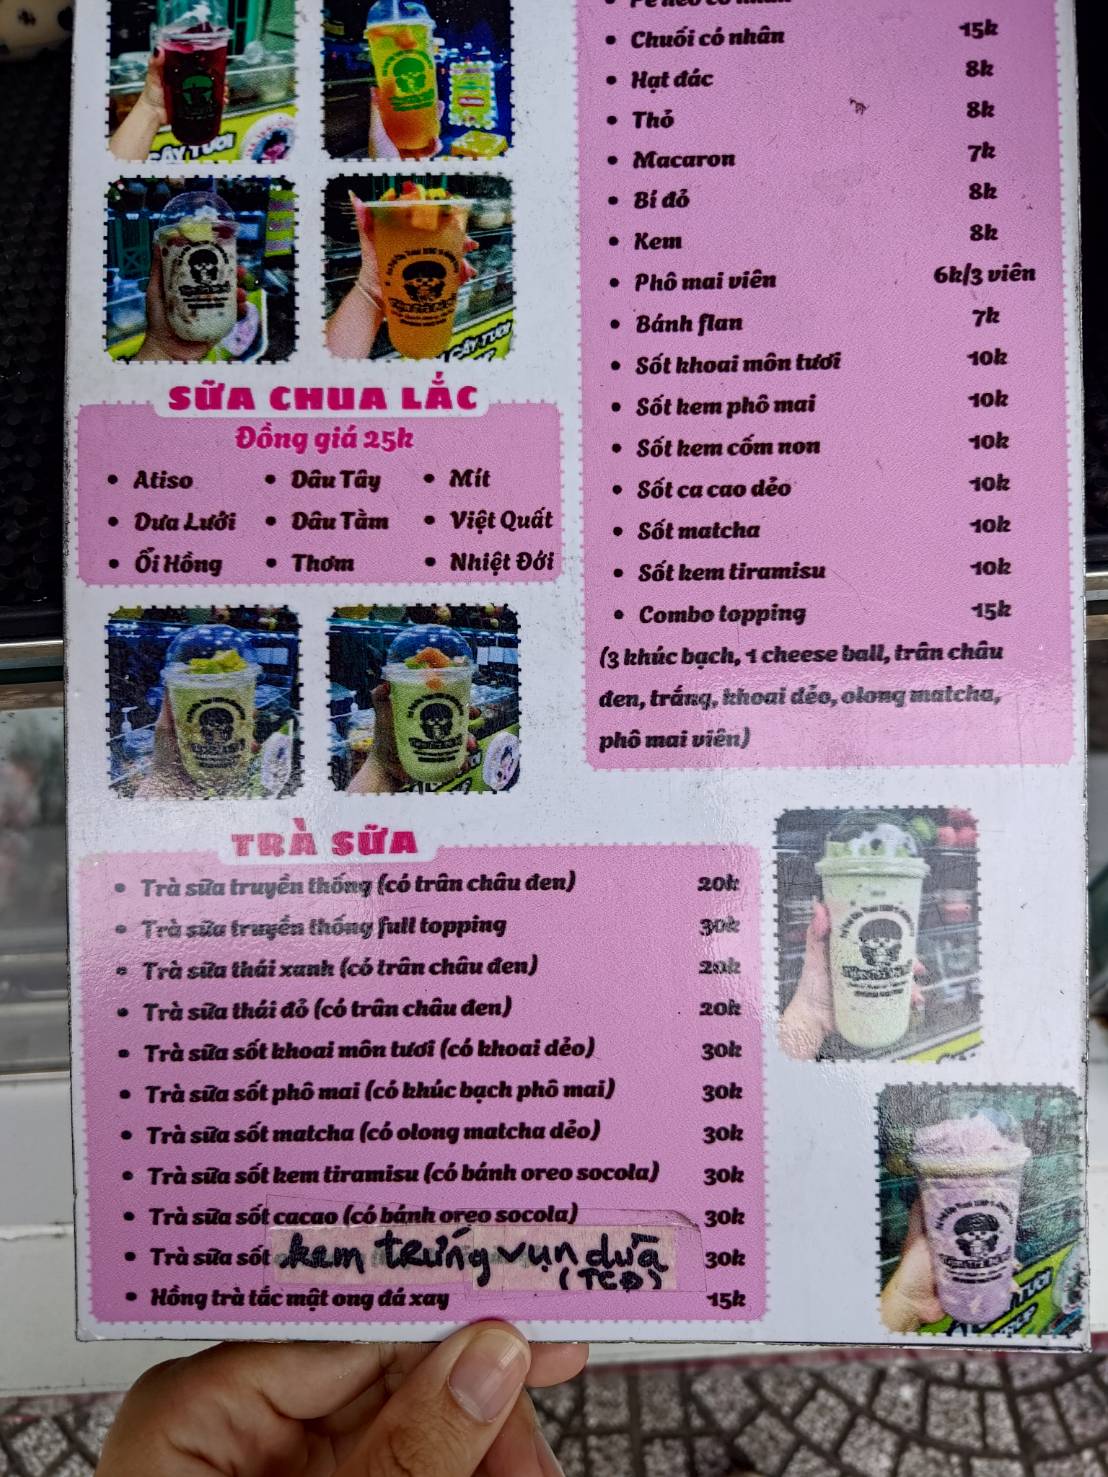 Chuối có nhân 15k
Hạt đác 8k
Thỏ 8k
Macaron 7k
Bí đỏ 8k
Kem 8k
Phô mai viên 6k/3 viên
Bánh flan 7k
Sốt khoai môn tươi 10k
Sốt kem phô mai 10k
Sốt kem cốm non 10k
Sốt ca cao dẻo 10k
Sốt matcha 10k
Sốt kem tiramisu 10k
Combo topping 15k
(3 khúc bạch, 1 cheese ball, trân châu
đen, trắng, khoai dẻo, olong matcha,
phô mai viên)
SỮA CHUA LẮC
Đồng giá 25k
Atiso Dâu Tây Mít
Dưa Lưới Dâu Tằm Việt Quất
Ổi Hồng Thơm Nhiệt Đới
TRÀ SỮA
Trà sữa truyền thống (có trân châu đen) 20k
Trà sữa truyền thống full topping 30k
Trà sữa thái xanh (có trân châu đen) 20k
Trà sữa thái đỏ (có trân châu đen) 20k
Trà sữa sốt khoai môn tươi (có khoai dẻo) 30k
Trà sữa sốt phô mai (có khúc bạch phô mai) 30k
Trà sữa sốt matcha (có olong matcha dẻo) 30k
Trà sữa sốt kem tiramisu (có bánh oreo socola) 30k
Trà sữa sốt cacao (có bánh oreo socola) 30k
Trà sữa sốt kem trứng vụn dừa 30k
(TCĐ)
Hồng trà tắc mật ong đá xay 15k